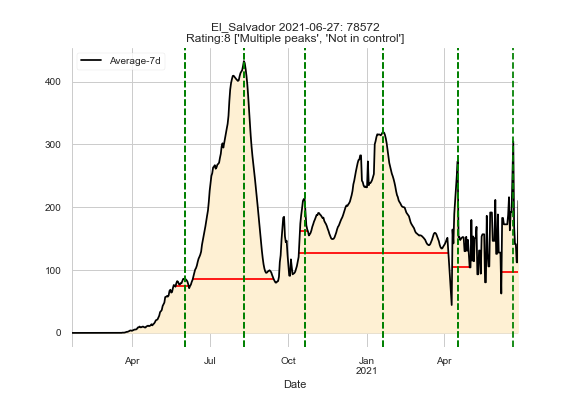 El_Salvador 2021-06-27: 78572
Rating:8 ['Multiple peaks', 'Not in control']
Average-7d
400
300
200
100
0
Apr Jul Oct Jan Apr
2021
Date